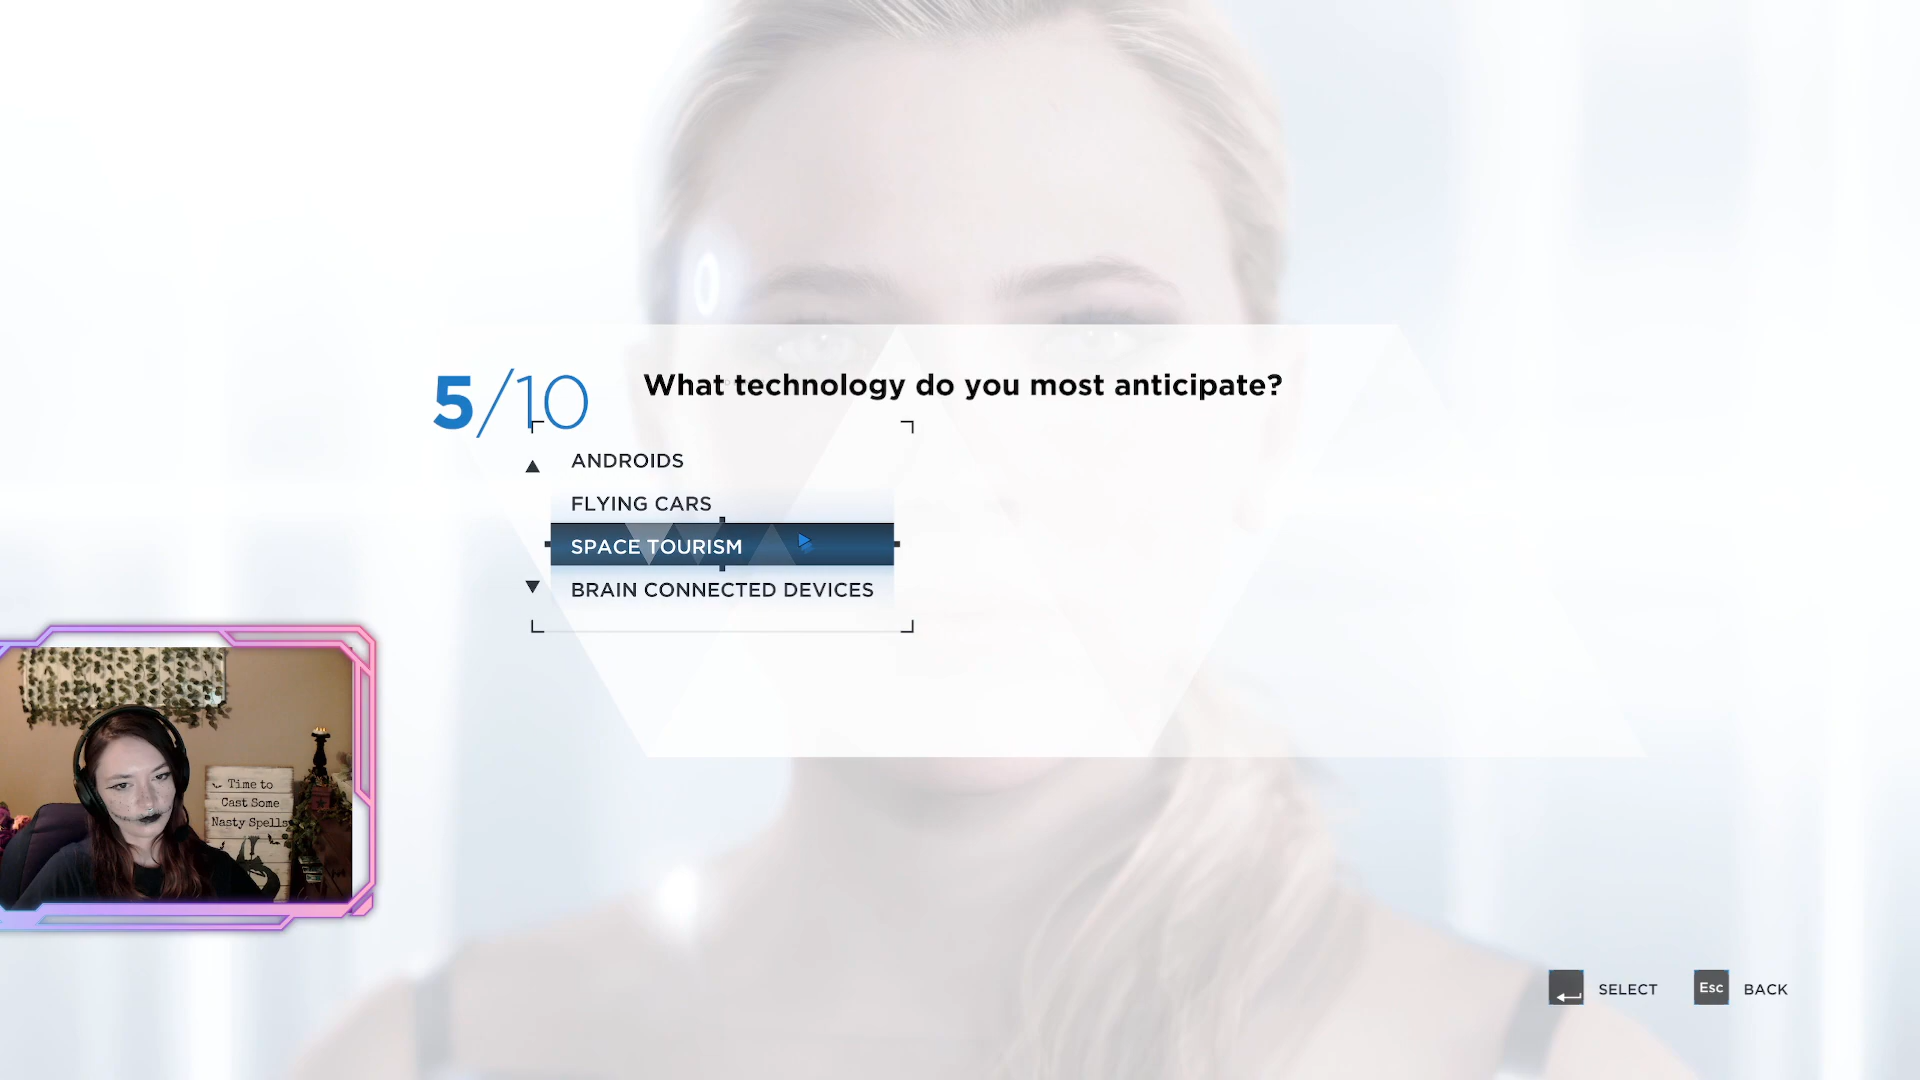 5/10
What technology do you most anticipate?
ANDROIDS
FLYING CARS
SPACE TOURISM
BRAIN CONNECTED DEVICES
Time to
Cast Some
Nasty Spells
SELECT
Esc BACK